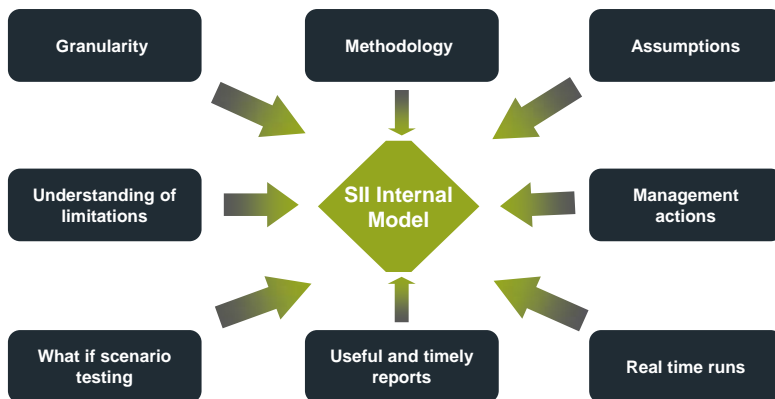 Granularity
Methodology
Assumptions
Understanding of
limitations
SII Internal
Model
Management
actions
What if scenario
testing
Useful and timely
reports
Real time runs